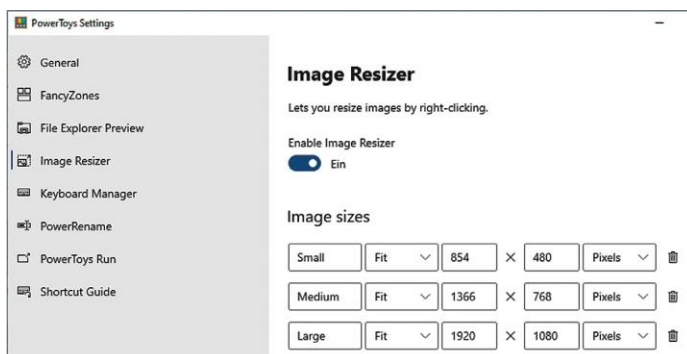 PowerToys Settings
General
FancyZones
File Explorer Preview
Image Resizer
Keyboard Manager
PowerRename
PowerToys Run
Shortcut Guide
Image Resizer
Lets you resize images by right-clicking.
Enable Image Resizer
Ein
Image sizes
Small Fit 854 × 480 Pixels
Medium Fit 1366 × 768 Pixels
Large Fit 1920 × 1080 Pixels